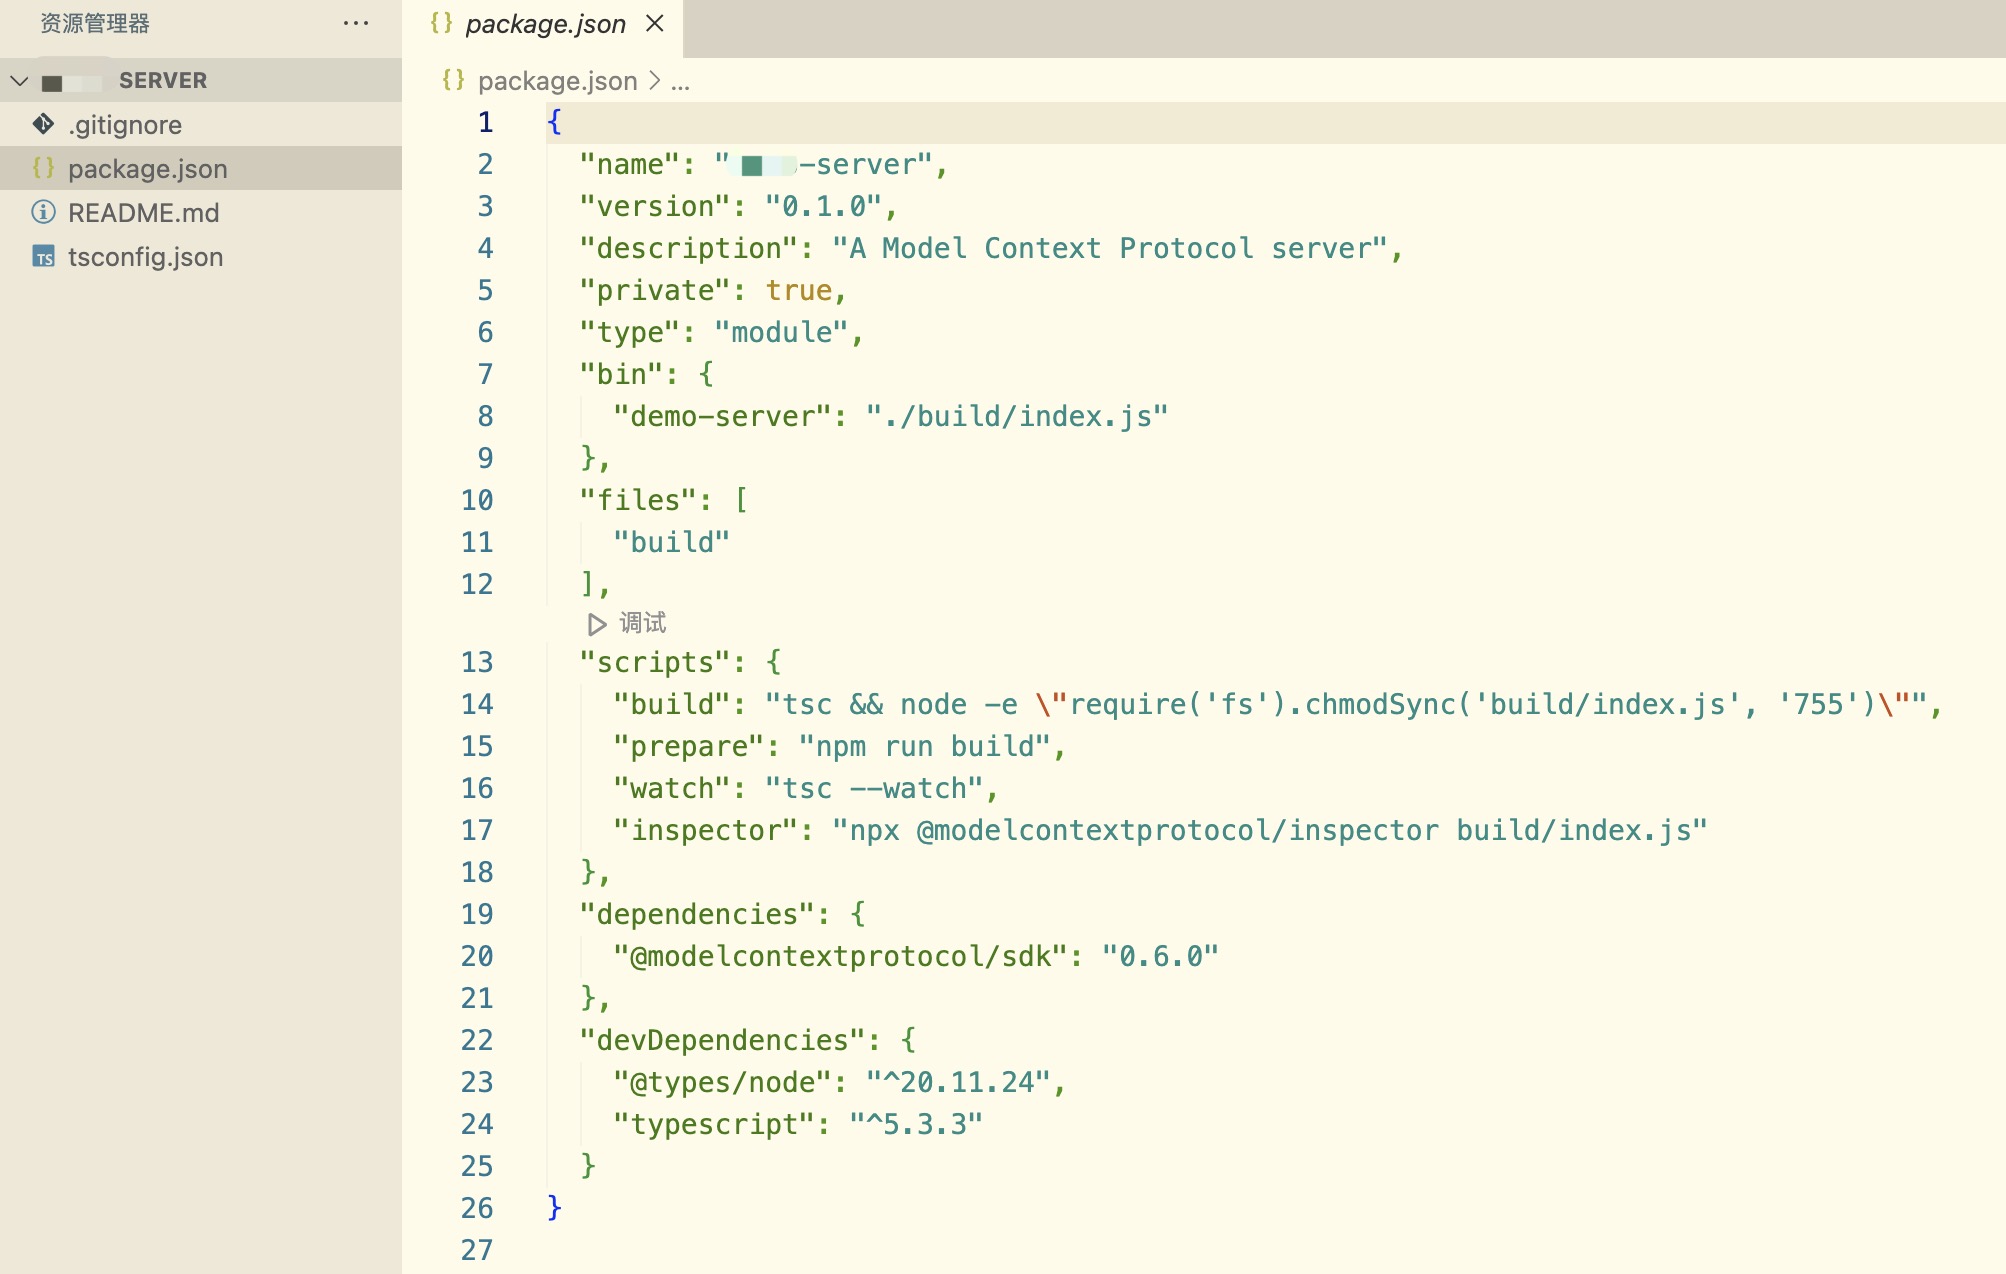 资源管理器
SERVER
.gitignore
package.json
README.md
tsconfig.json
package.json
package.json > ...
1 {
2 "name": "-server",
3 "version": "0.1.0",
4 "description": "A Model Context Protocol server",
5 "private": true,
6 "type": "module",
7 "bin": {
8 "demo-server": "./build/index.js"
9 },
10 "files": [
11 "build"
12 ],
调试
13 "scripts": {
14 "build": "tsc && node -e \"require('fs').chmodSync('build/index.js', '755')\"",
15 "prepare": "npm run build",
16 "watch": "tsc --watch",
17 "inspector": "npx @modelcontextprotocol/inspector build/index.js"
18 },
19 "dependencies": {
20 "@modelcontextprotocol/sdk": "0.6.0"
21 },
22 "devDependencies": {
23 "@types/node": "^20.11.24",
24 "typescript": "^5.3.3"
25 }
26 }
27